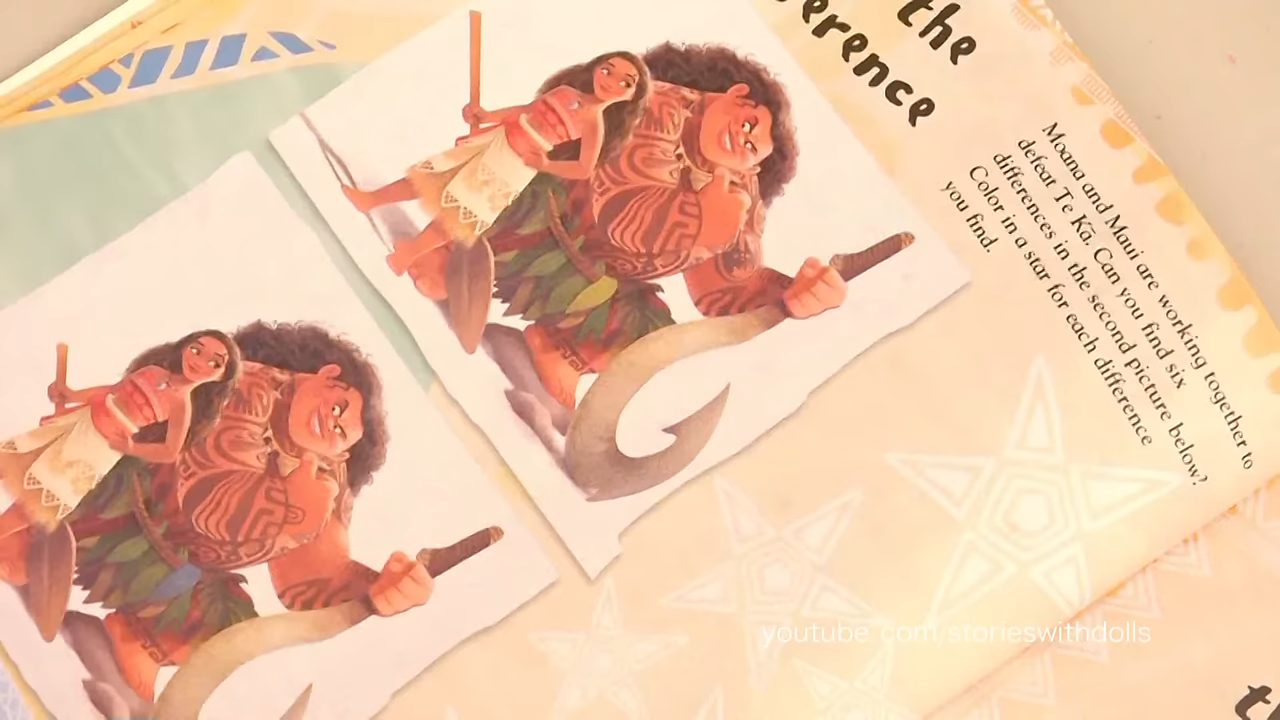 the
erence
Moana and Maui are working together to
defeat Te Kā. Can you find six
differences in the second picture below?
Color in a star for each difference
you find.
youtube.com/storieswithdolls